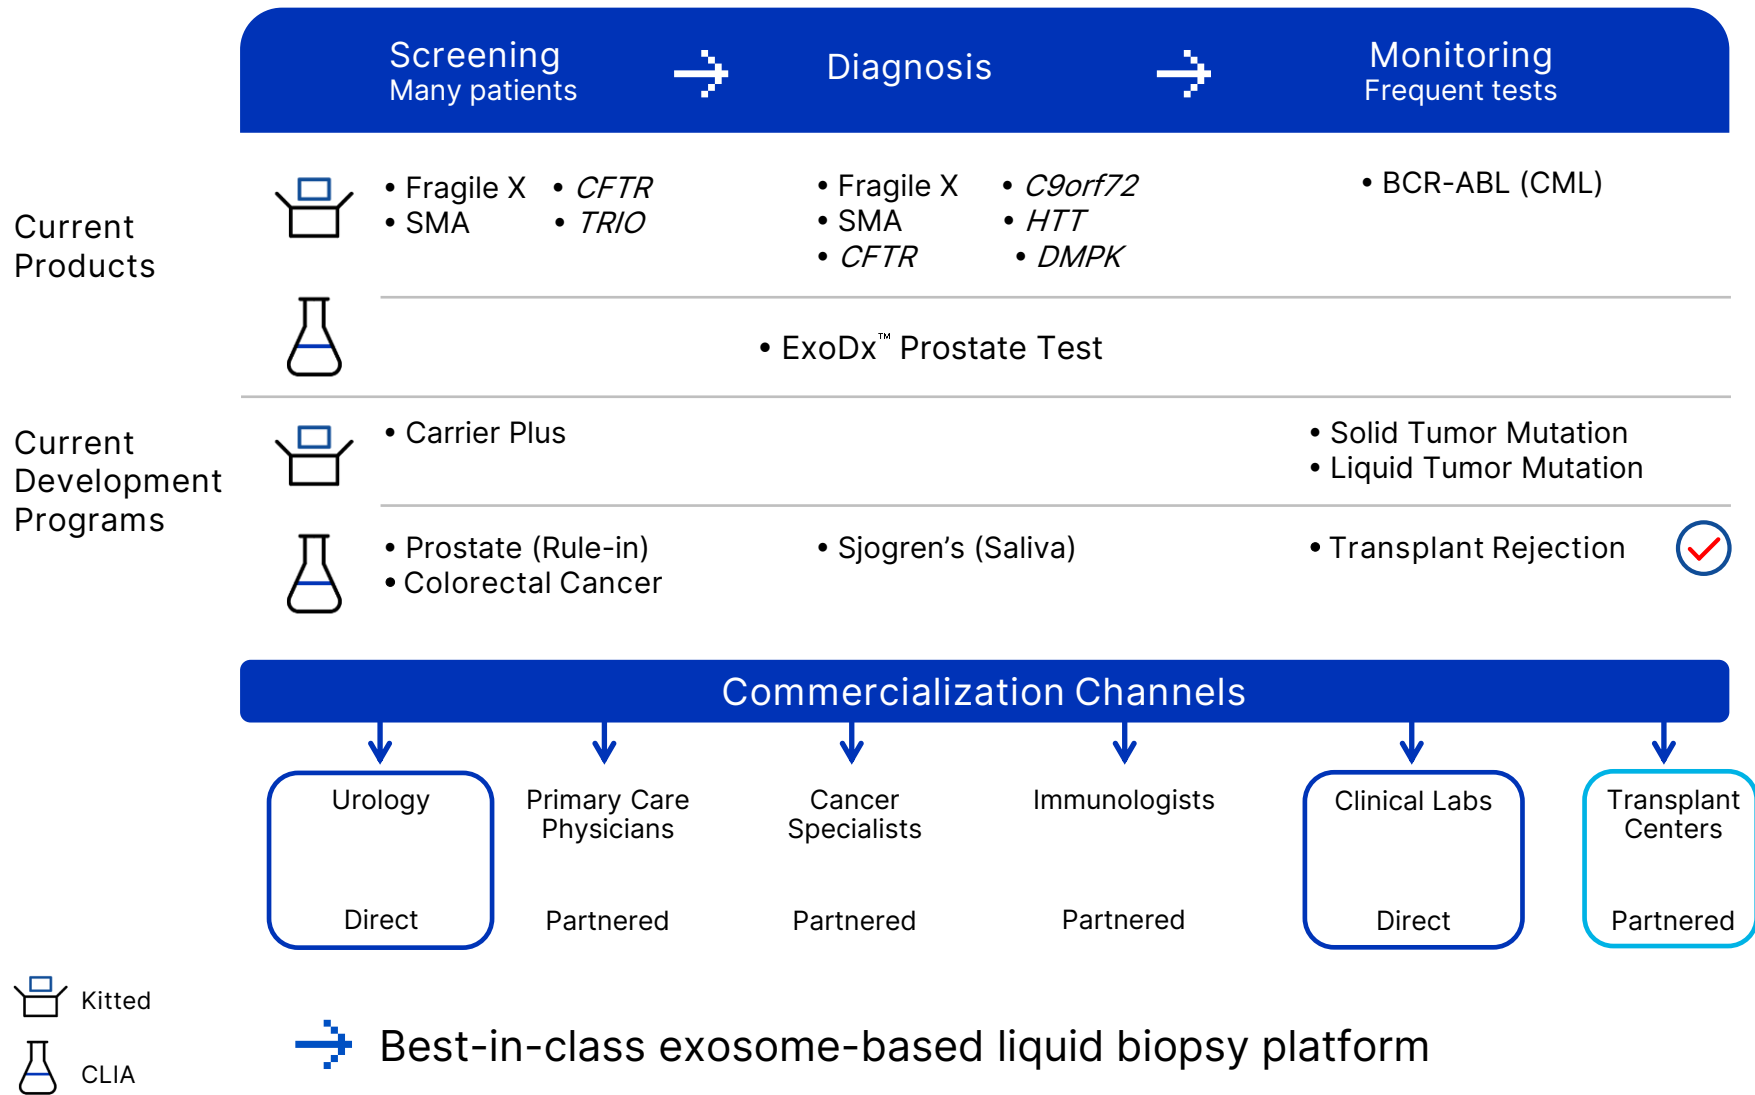 Screening
Many patients
Diagnosis
Monitoring
Frequent tests
Current
Products
• Fragile X • CFTR
• SMA • TRIO
• Fragile X • C9orf72
• SMA • HTT
• CFTR • DMPK
• BCR-ABL (CML)
• ExoDx™ Prostate Test
Current
Development
Programs
• Carrier Plus
• Solid Tumor Mutation
• Liquid Tumor Mutation
• Prostate (Rule-in)
• Colorectal Cancer
• Sjogren’s (Saliva)
• Transplant Rejection
Commercialization Channels
Urology
Direct
Primary Care
Physicians
Partnered
Cancer
Specialists
Partnered
Immunologists
Partnered
Clinical Labs
Direct
Transplant
Centers
Partnered
Kitted
CLIA
Best-in-class exosome-based liquid biopsy platform